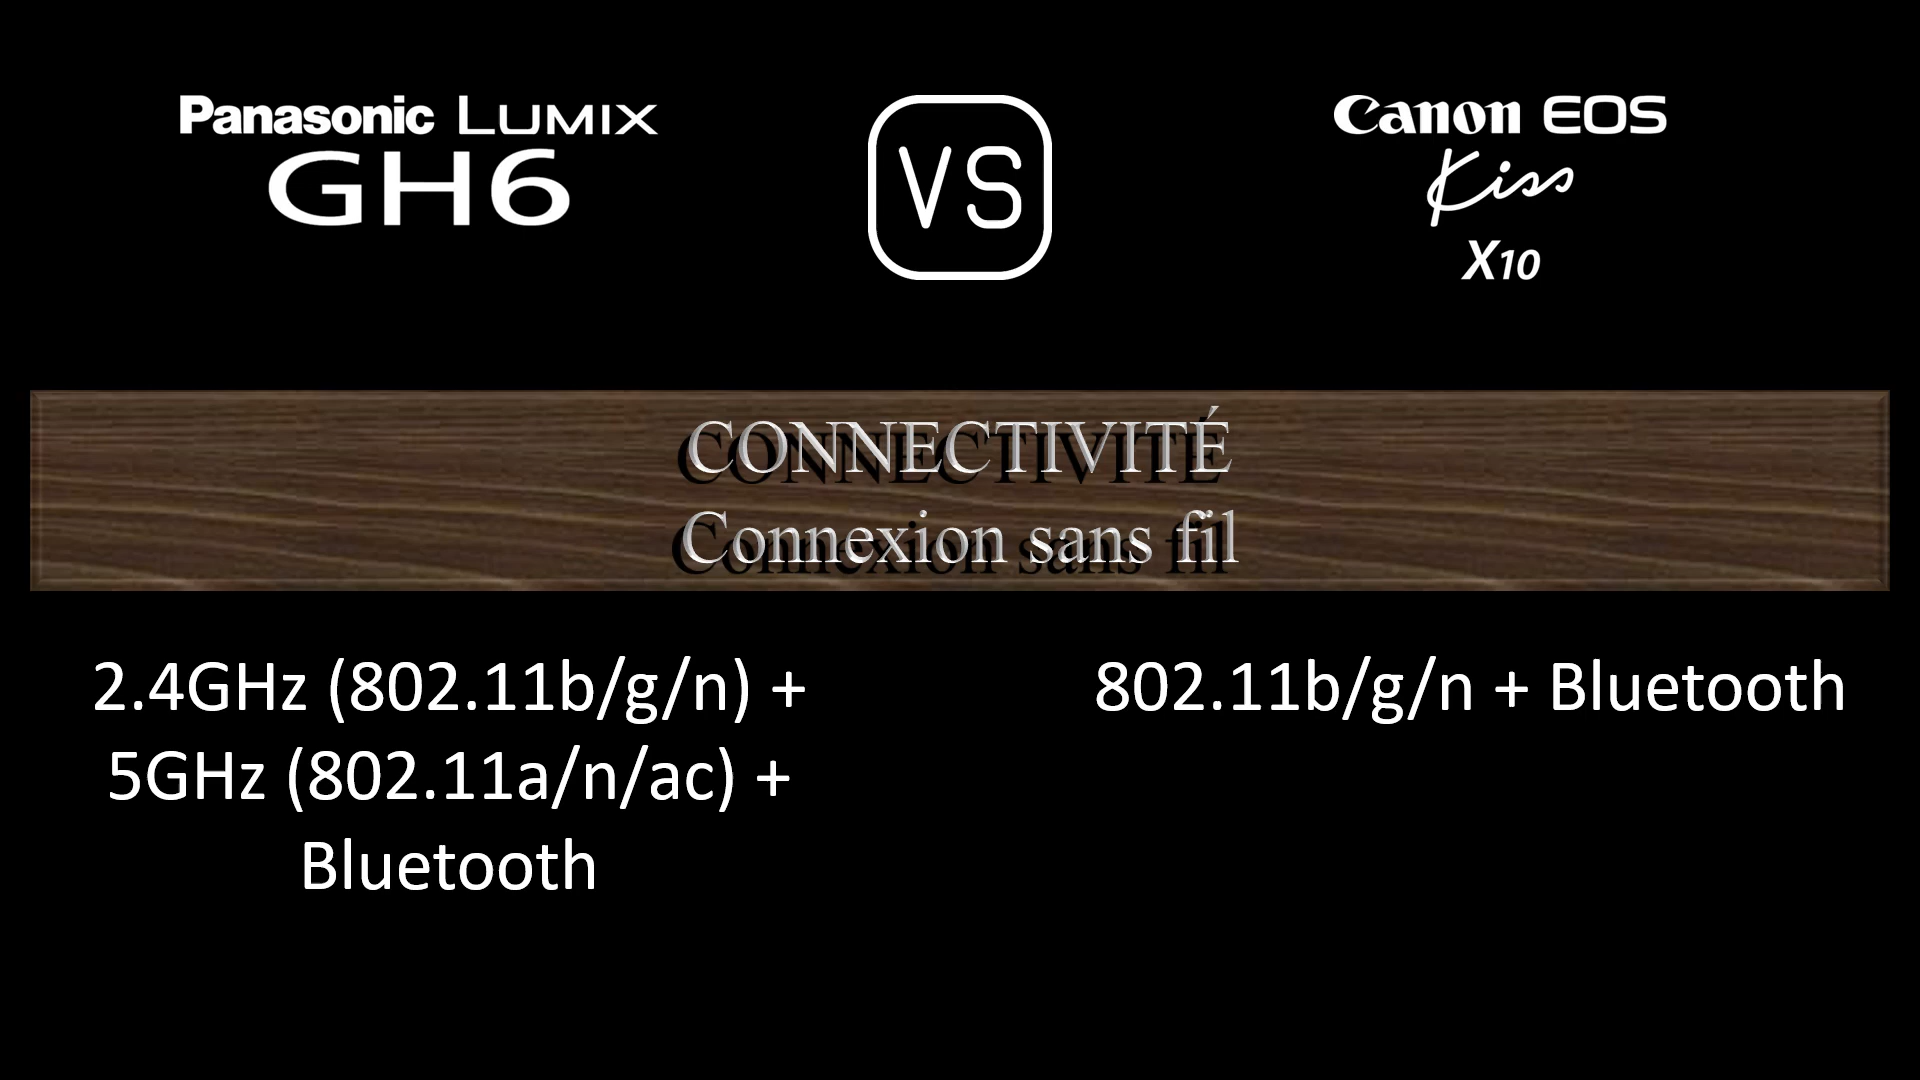 Panasonic LUMIX
GH6
VS
Canon EOS
Kiss
X10
CONNECTIVITÉ
Connexion sans fil
2.4GHz (802.11b/g/n) +
5GHz (802.11a/n/ac) +
Bluetooth
802.11b/g/n + Bluetooth